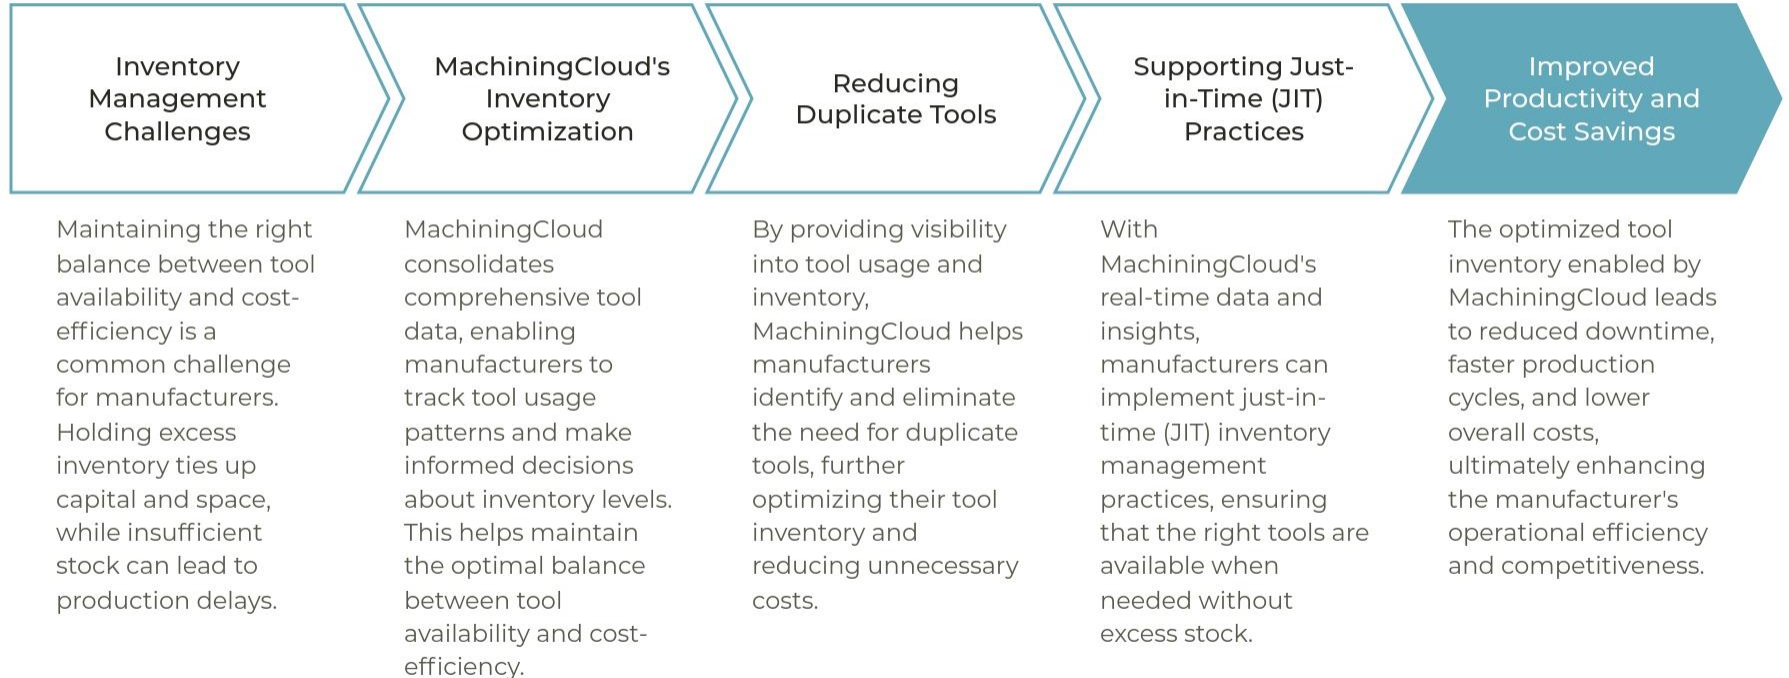 Inventory
Management
Challenges
MachiningCloud's
Inventory
Optimization
Reducing
Duplicate Tools
Supporting Just-
in-Time (JIT)
Practices
Improved
Productivity and
Cost Savings
Maintaining the right
balance between tool
availability and cost-
efficiency is a
common challenge
for manufacturers.
Holding excess
inventory ties up
capital and space,
while insufficient
stock can lead to
production delays.
MachiningCloud
consolidates
comprehensive tool
data, enabling
manufacturers to
track tool usage
patterns and make
informed decisions
about inventory levels.
This helps maintain
the optimal balance
between tool
availability and cost-
efficiency.
By providing visibility
into tool usage and
inventory,
MachiningCloud helps
manufacturers
identify and eliminate
the need for duplicate
tools, further
optimizing their tool
inventory and
reducing unnecessary
costs.
With
MachiningCloud's
real-time data and
insights,
manufacturers can
implement just-in-
time (JIT) inventory
management
practices, ensuring
that the right tools are
available when
needed without
excess stock.
The optimized tool
inventory enabled by
MachiningCloud leads
to reduced downtime,
faster production
cycles, and lower
overall costs,
ultimately enhancing
the manufacturer's
operational efficiency
and competitiveness.